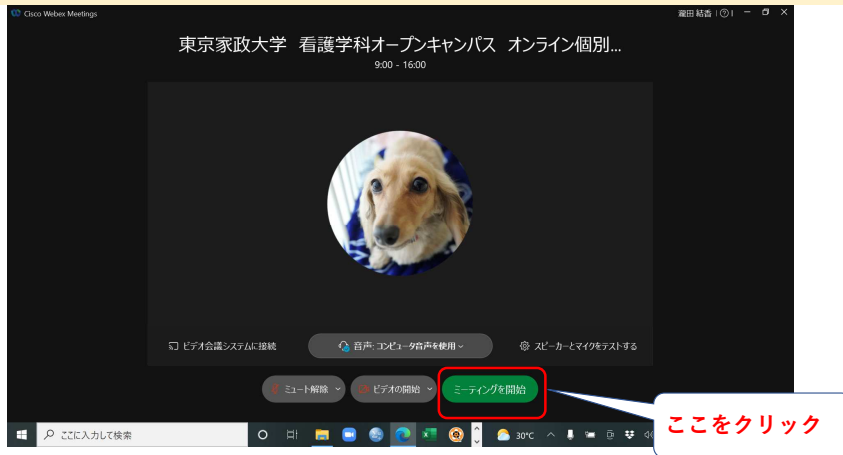 Cisco Webex Meetings
瀧田 結香
東京家政大学 看護学科オープンキャンパス オンライン個別...
9:00 - 16:00
ビデオ会議システムに接続
音声: コンピュータ音声を使用
スピーカーとマイクをテストする
ミュート解除
ビデオの開始
ミーティングを開始
ここをクリック
ここに入力して検索
30°C